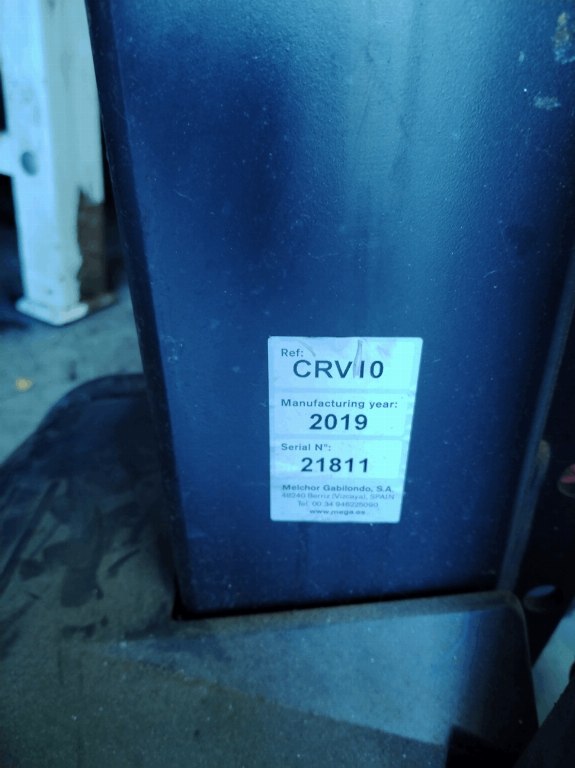 Ref:
CRV10
Manufacturing year:
2019
Serial Nº:
21811
Melchor Gabilondo, S.A.
48240 Berriz (Vizcaya), SPAIN
Tel. 00 34 946225090
www.mega.es